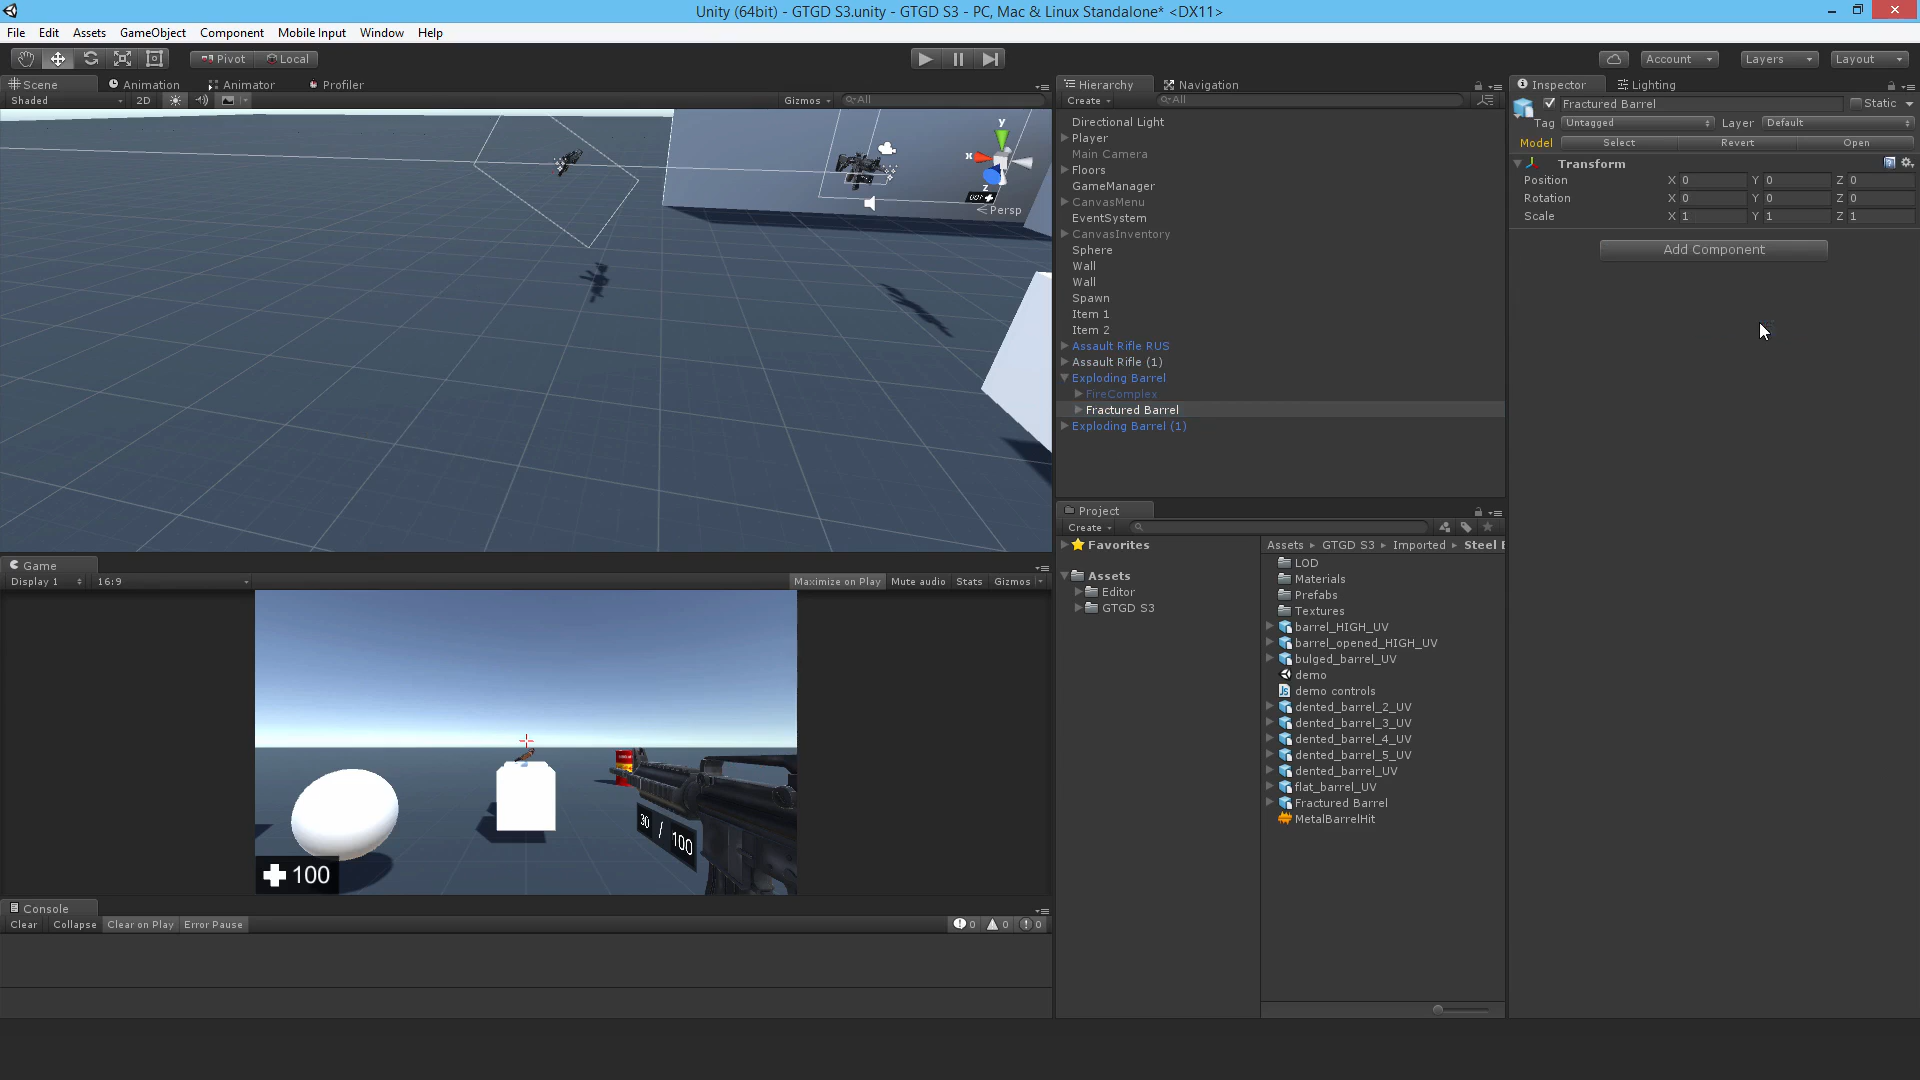 Unity (64bit) - GTGD S3.unity - GTGD S3 - PC, Mac & Linux Standalone* <DX11>
File Edit Assets GameObject Component Mobile Input Window Help
Pivot Local Account Layers Layout
Scene Animation Animator Profiler
Shaded 2D Gizmos All
y
x
z
Persp
Hierarchy Navigation
Create All
Directional Light
Player
Main Camera
Floors
GameManager
CanvasMenu
EventSystem
CanvasInventory
Sphere
Wall
Wall
Spawn
Item 1
Item 2
Assault Rifle RUS
Assault Rifle (1)
Exploding Barrel
FireComplex
Fractured Barrel
Exploding Barrel (1)
Inspector Lighting
Fractured Barrel Static
Tag Untagged Layer Default
Model Select Revert Open
Transform
Position X 0 Y 0 Z 0
Rotation X 0 Y 0 Z 0
Scale X 1 Y 1 Z 1
Add Component
Project
Create
Favorites
Assets
Editor
GTGD S3
Assets GTGD S3 Imported Steel B
LOD
Materials
Prefabs
Textures
barrel_HIGH_UV
barrel_opened_HIGH_UV
bulged_barrel_UV
demo
demo controls
dented_barrel_2_UV
dented_barrel_3_UV
dented_barrel_4_UV
dented_barrel_5_UV
dented_barrel_UV
flat_barrel_UV
Fractured Barrel
MetalBarrelHit
Game
Display 1 16:9 Maximize on Play Mute audio Stats Gizmos
30 / 100
100
Console
Clear Collapse Clear on Play Error Pause 0 0 0